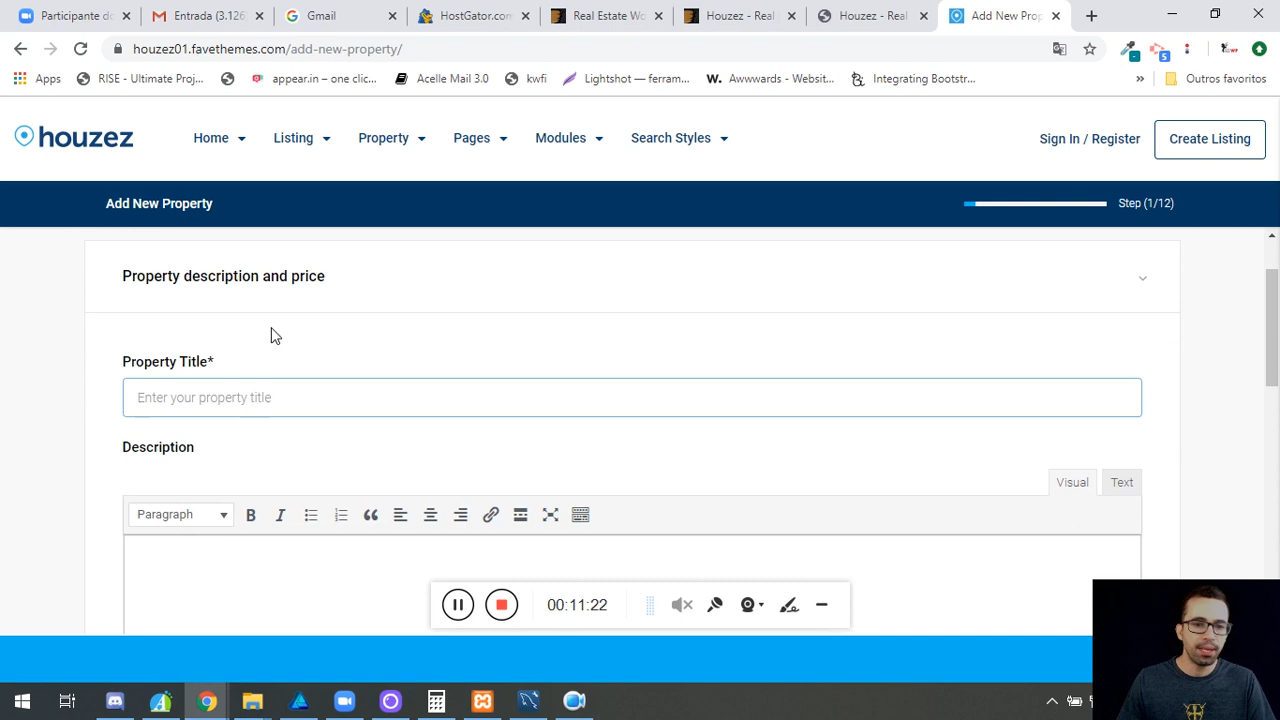 Participante do
Entrada (3.126
Gmail
HostGator.com
Real Estate Wo
Houzez - Real
Houzez - Real
Add New Prop
houzez01.favethemes.com/add-new-property/
Apps
RISE - Ultimate Proj...
appear.in – one clic...
Acelle Mail 3.0
kwfi
Lightshot — ferram...
W. Awwwards - Websit...
Integrating Bootstr...
»
Outros favoritos
houzez
Home
Listing
Property
Pages
Modules
Search Styles
Sign In / Register
Create Listing
Add New Property
Step (1/12)
Property description and price
Property Title*
Enter your property title
Description
Visual
Text
Paragraph
B
I
00:11:22